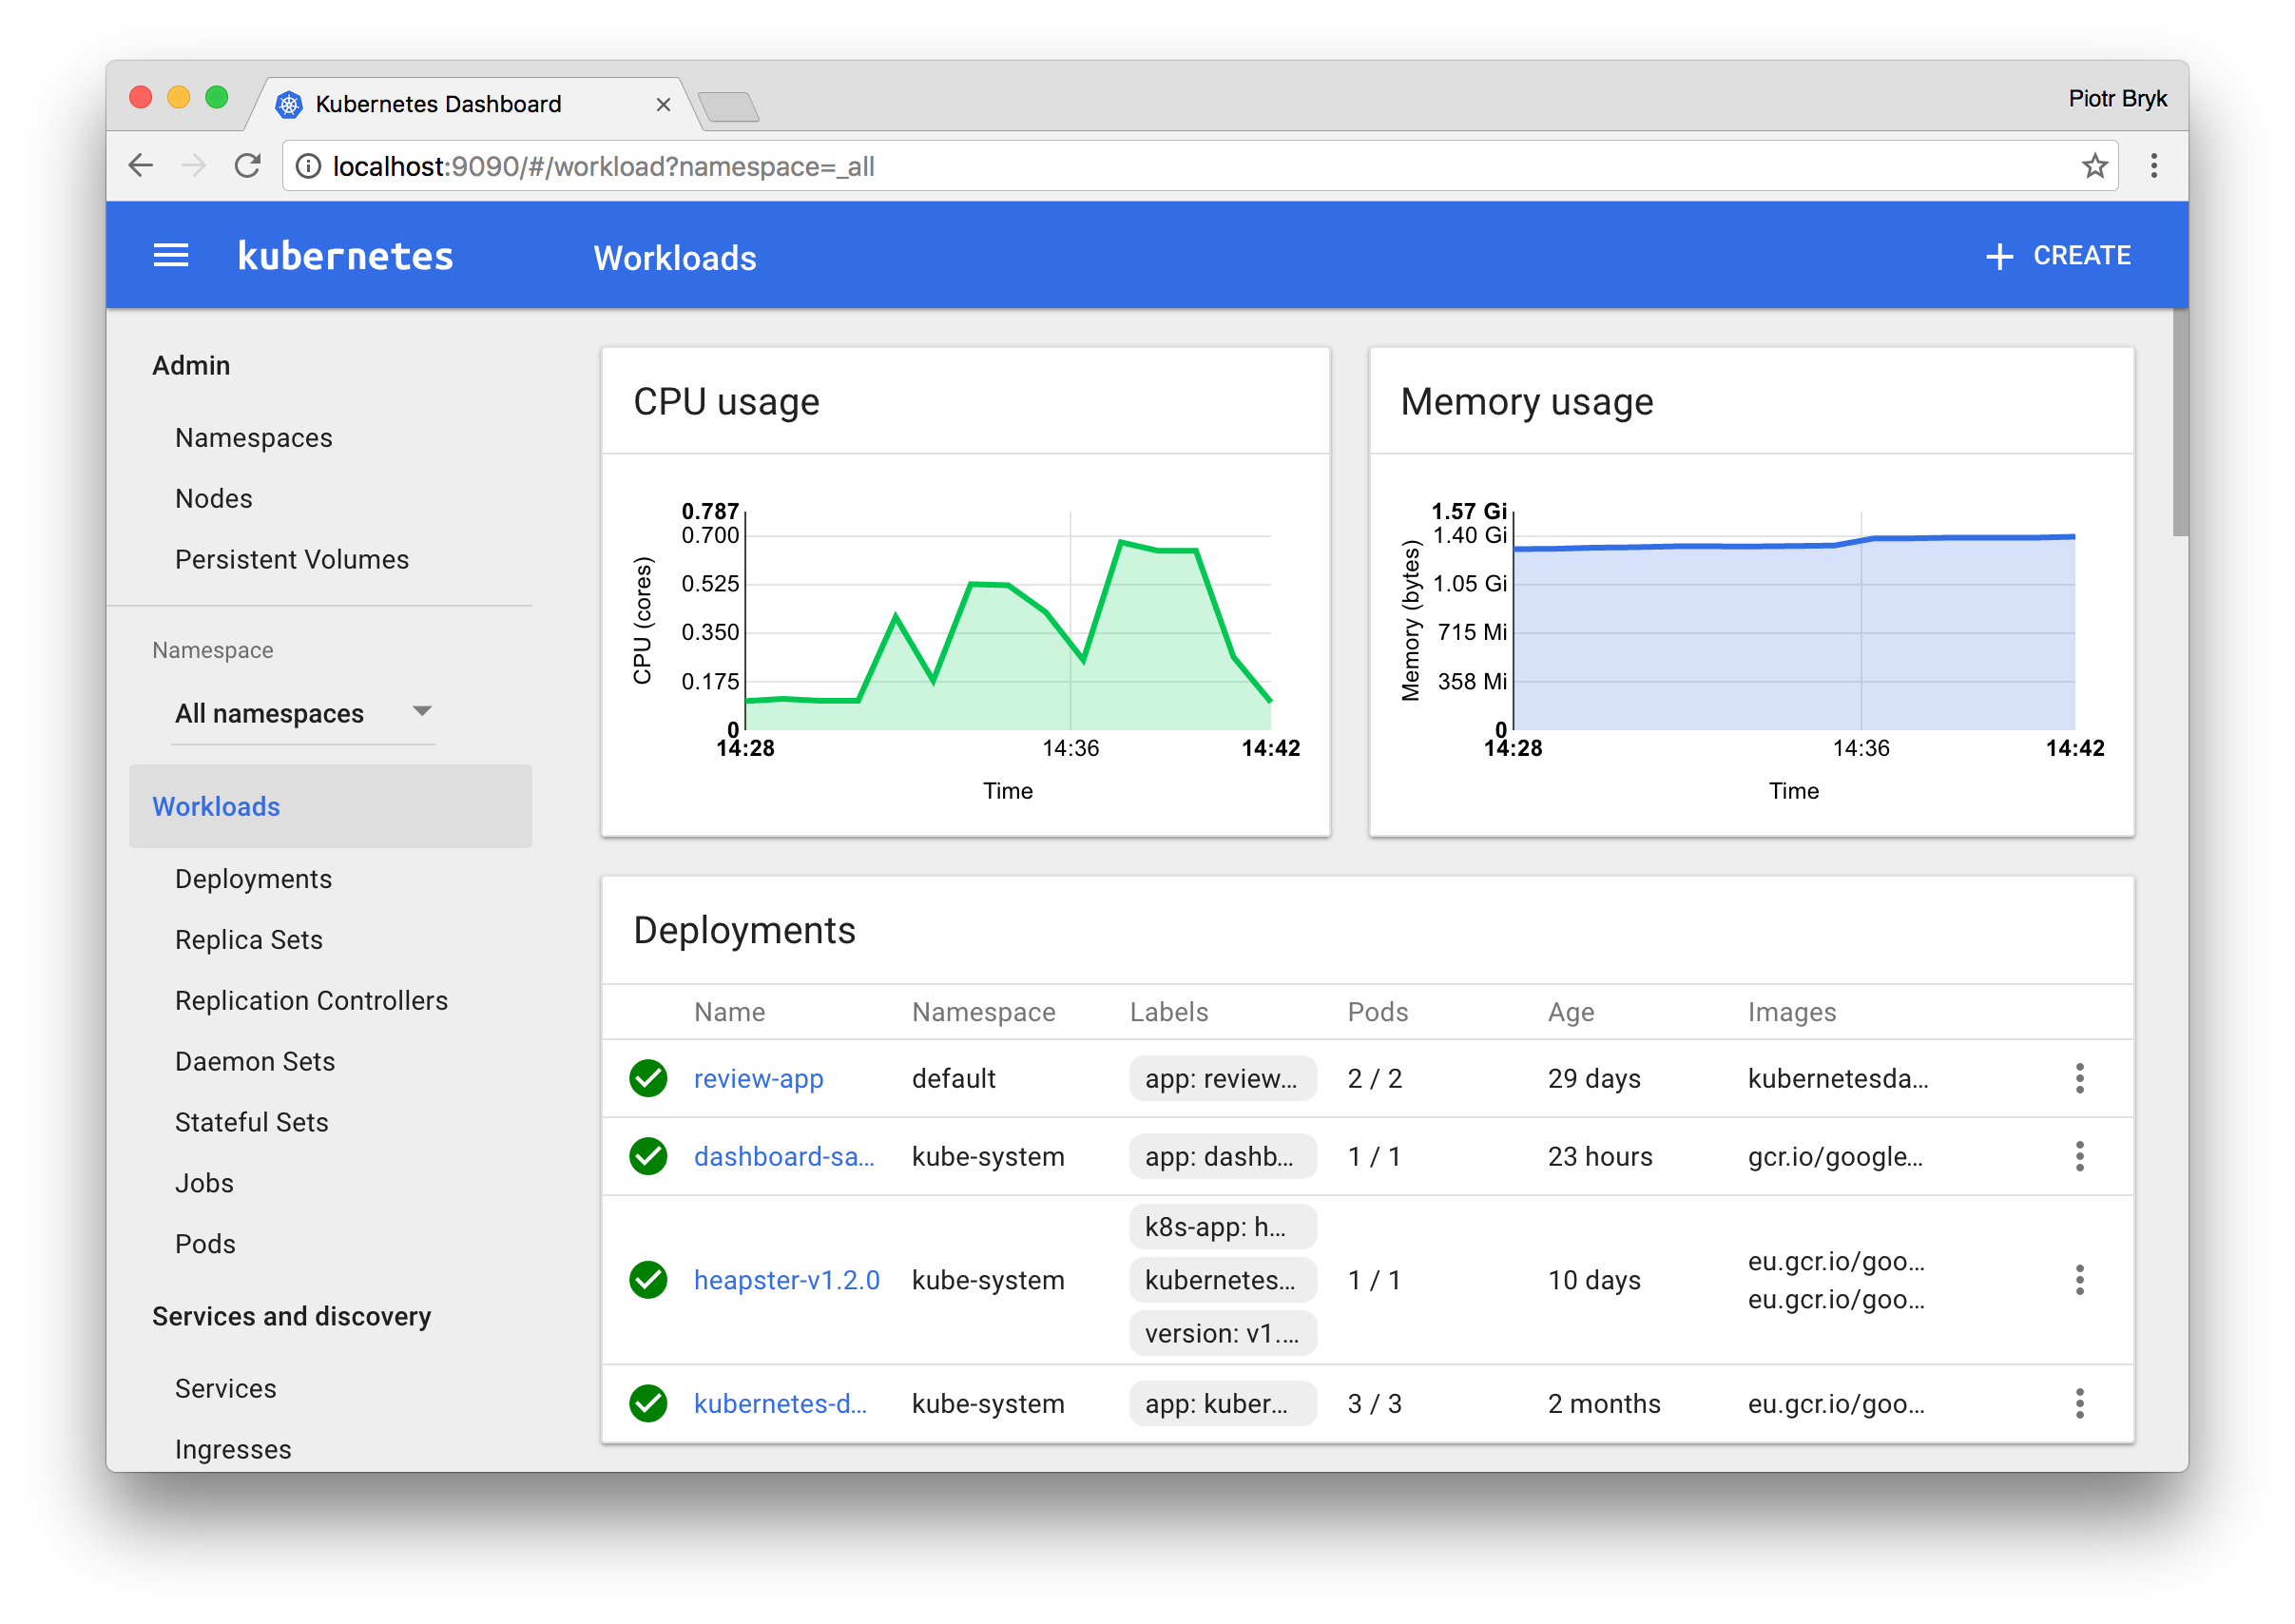 Kubernetes Dashboard
Piotr Bryk
localhost:9090/#/workload?namespace=_all
kubernetes
Workloads
CREATE
Admin
Namespaces
Nodes
Persistent Volumes
Namespace
All namespaces
Workloads
Deployments
Replica Sets
Replication Controllers
Daemon Sets
Stateful Sets
Jobs
Pods
Services and discovery
Services
Ingresses
CPU usage
CPU (cores)
0.787
0.700
0.525
0.350
0.175
0
14:28 14:36 14:42
Time
Memory usage
Memory (bytes)
1.57 Gi
1.40 Gi
1.05 Gi
715 Mi
358 Mi
0
14:28 14:36 14:42
Time
Deployments
Name Namespace Labels Pods Age Images
review-app default app: review... 2 / 2 29 days kubernetesda...
dashboard-sa... kube-system app: dashb... 1 / 1 23 hours gcr.io/google...
heapster-v1.2.0 kube-system k8s-app: h... 1 / 1 10 days eu.gcr.io/goo...
kubernetes... eu.gcr.io/goo...
version: v1....
kubernetes-d... kube-system app: kuber... 3 / 3 2 months eu.gcr.io/goo...